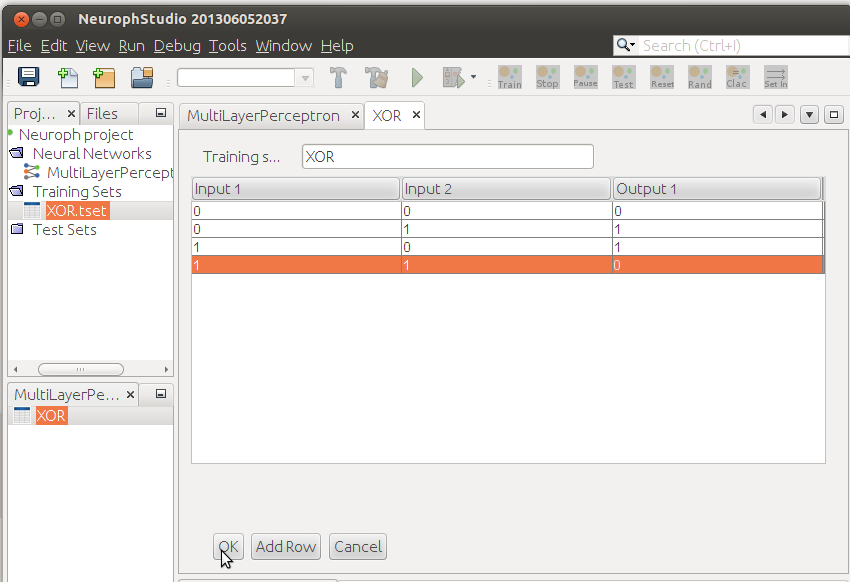 NeurophStudio 201306052037
File Edit View Run Debug Tools Window Help
Search (Ctrl+I)
Train Stop Pause Test Reset Rand Clac Set In
Proj... Files
MultiLayerPerceptron XOR
Neuroph project
Neural Networks
MultiLayerPercept
Training Sets
XOR.tset
Test Sets
Training s... XOR
Input 1 Input 2 Output 1
0 0 0
0 1 1
1 0 1
1 1 0
MultiLayerPe...
XOR
OK Add Row Cancel